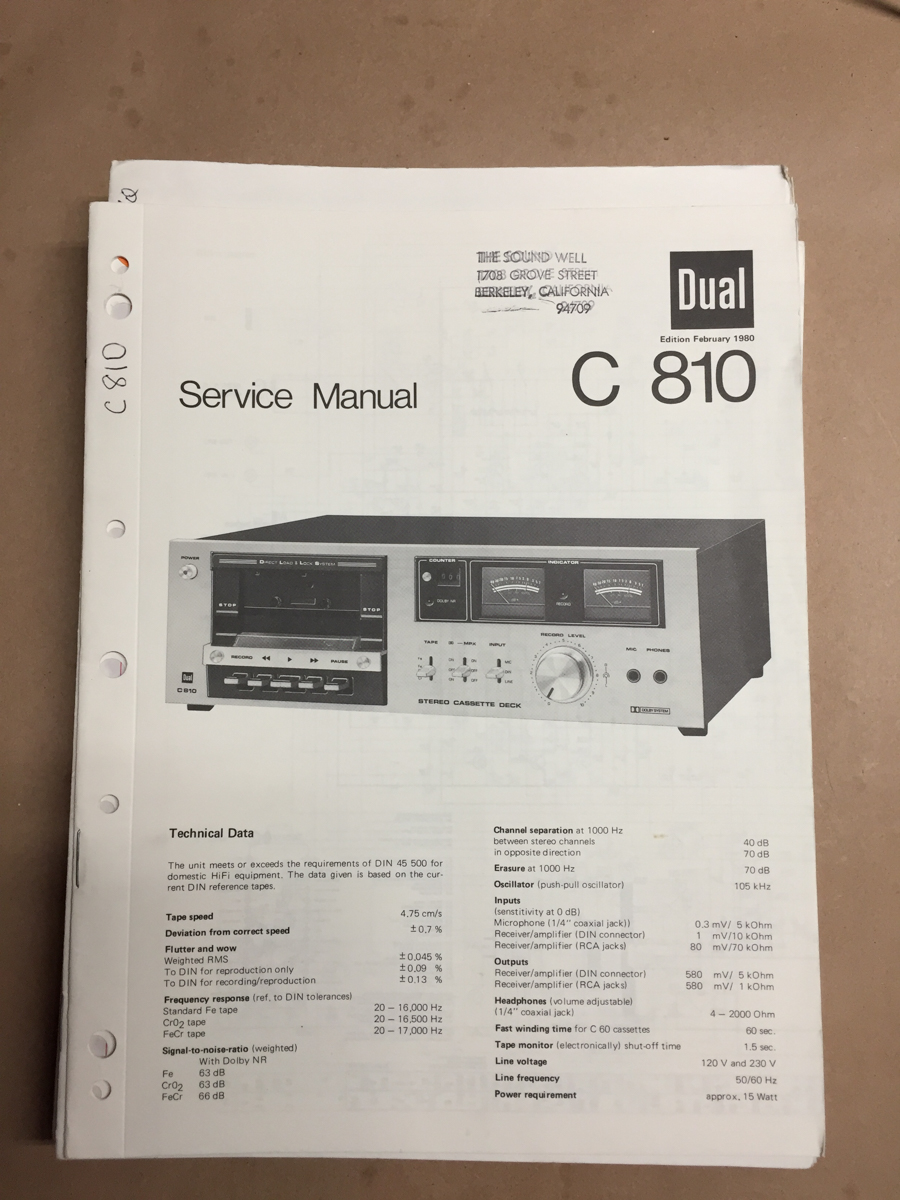 C 810
THE SOUND WELL
1708 GROVE STREET
BERKELEY, CALIFORNIA
94709
Dual
Edition February 1980
C 810
Service Manual
POWER
DIRECT LOAD & LOCK SYSTEM
STOP
STOP
RECORD
PAUSE
Dual
C 810
COUNTER
DOLBY NR
INDICATOR
RECORD
TAPE
MPX
INPUT
MIC
LINE
RECORD LEVEL
MIC
PHONES
STEREO CASSETTE DECK
DOLBY SYSTEM
Technical Data
The unit meets or exceeds the requirements of DIN 45 500 for
domestic HiFi equipment. The data given is based on the cur-
rent DIN reference tapes.
Tape speed 4.75 cm/s
Deviation from correct speed ± 0,7 %
Flutter and wow
Weighted RMS ± 0,045 %
To DIN for reproduction only ± 0,09 %
To DIN for recording/reproduction ± 0.13 %
Frequency response (ref. to DIN tolerances)
Standard Fe tape 20 – 16,000 Hz
CrO2 tape 20 – 16,500 Hz
FeCr tape 20 – 17,000 Hz
Signal-to-noise-ratio (weighted)
With Dolby NR
Fe 63 dB
CrO2 63 dB
FeCr 66 dB
Channel separation at 1000 Hz
between stereo channels 40 dB
in opposite direction 70 dB
Erasure at 1000 Hz 70 dB
Oscillator (push-pull oscillator) 105 kHz
Inputs
(sensitivity at 0 dB)
Microphone (1/4" coaxial jack)) 0.3 mV/ 5 kOhm
Receiver/amplifier (DIN connector) 1 mV/10 kOhm
Receiver/amplifier (RCA jacks) 80 mV/70 kOhm
Outputs
Receiver/amplifier (DIN connector) 580 mV/ 5 kOhm
Receiver/amplifier (RCA jacks) 580 mV/ 1 kOhm
Headphones (volume adjustable)
(1/4" coaxial jack) 4 – 2000 Ohm
Fast winding time for C 60 cassettes 60 sec.
Tape monitor (electronically) shut-off time 1.5 sec.
Line voltage 120 V and 230 V
Line frequency 50/60 Hz
Power requirement approx, 15 Watt